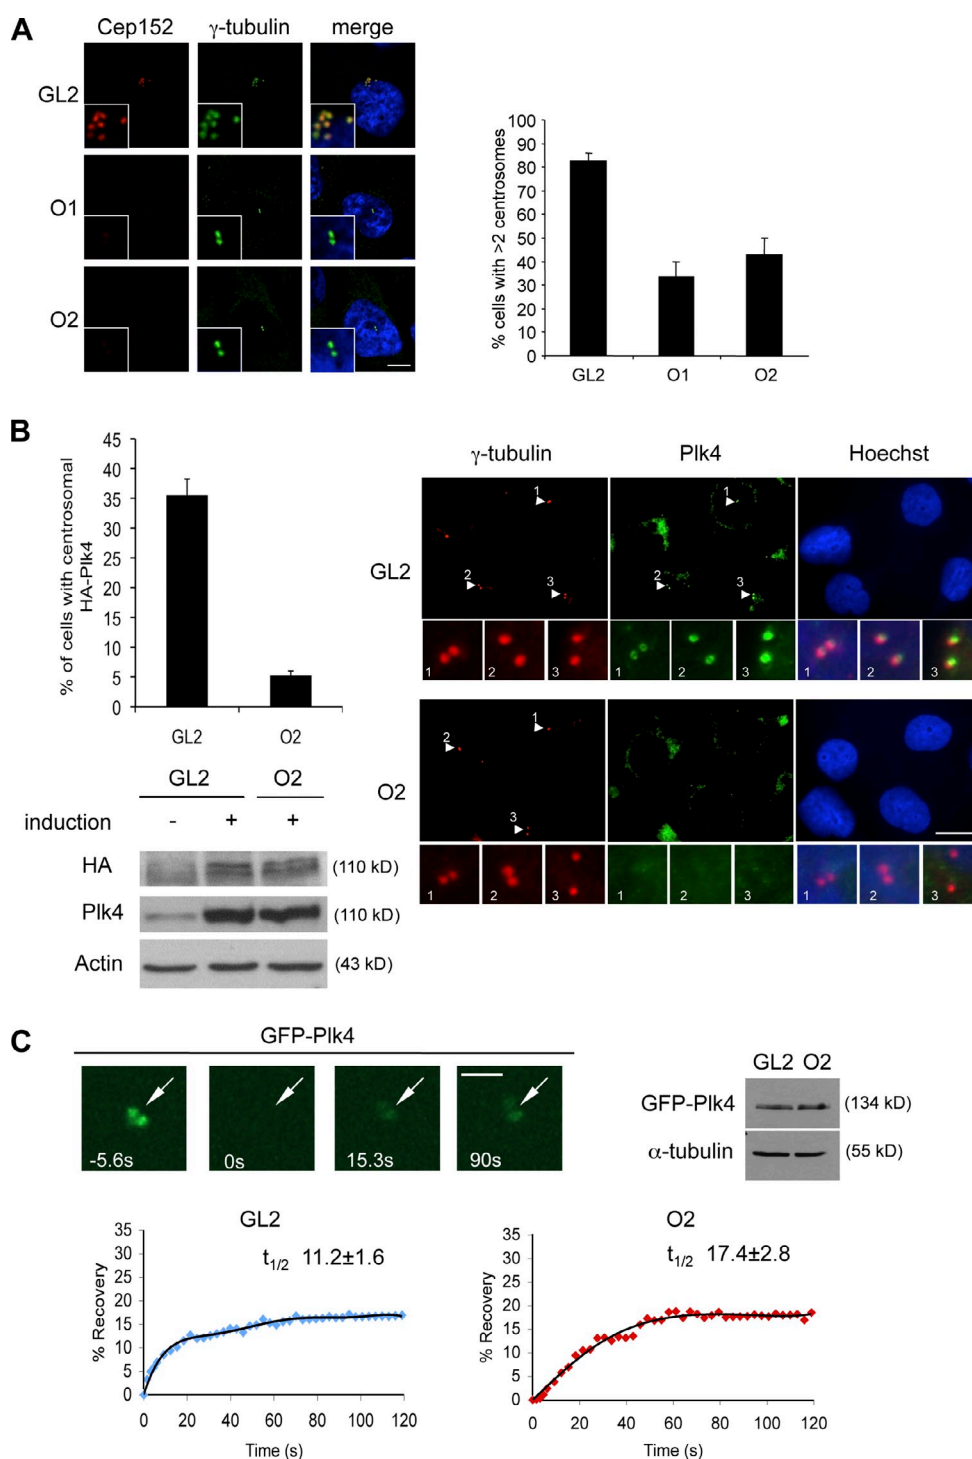 A
Cep152 γ-tubulin merge
GL2
O1
O2
% cells with >2 centrosomes
100
90
80
70
60
50
40
30
20
10
0
GL2 O1 O2
B
% of cells with centrosomal
HA-Plk4
45
40
35
30
25
20
15
10
5
0
GL2 O2
GL2 O2
induction - + +
HA (110 kD)
Plk4 (110 kD)
Actin (43 kD)
γ-tubulin Plk4 Hoechst
GL2
1 1
2 3 2 3
1 2 3 1 2 3 1 2 3
O2
1
2
3
1 2 3 1 2 3 1 2 3
C
GFP-Plk4
-5.6s 0s 15.3s 90s
GL2 O2
GFP-Plk4 (134 kD)
α-tubulin (55 kD)
GL2
t1/2 11.2±1.6
% Recovery
35
30
25
20
15
10
5
0
0 20 40 60 80 100 120
Time (s)
O2
t1/2 17.4±2.8
% Recovery
35
30
25
20
15
10
5
0
0 20 40 60 80 100 120
Time (s)